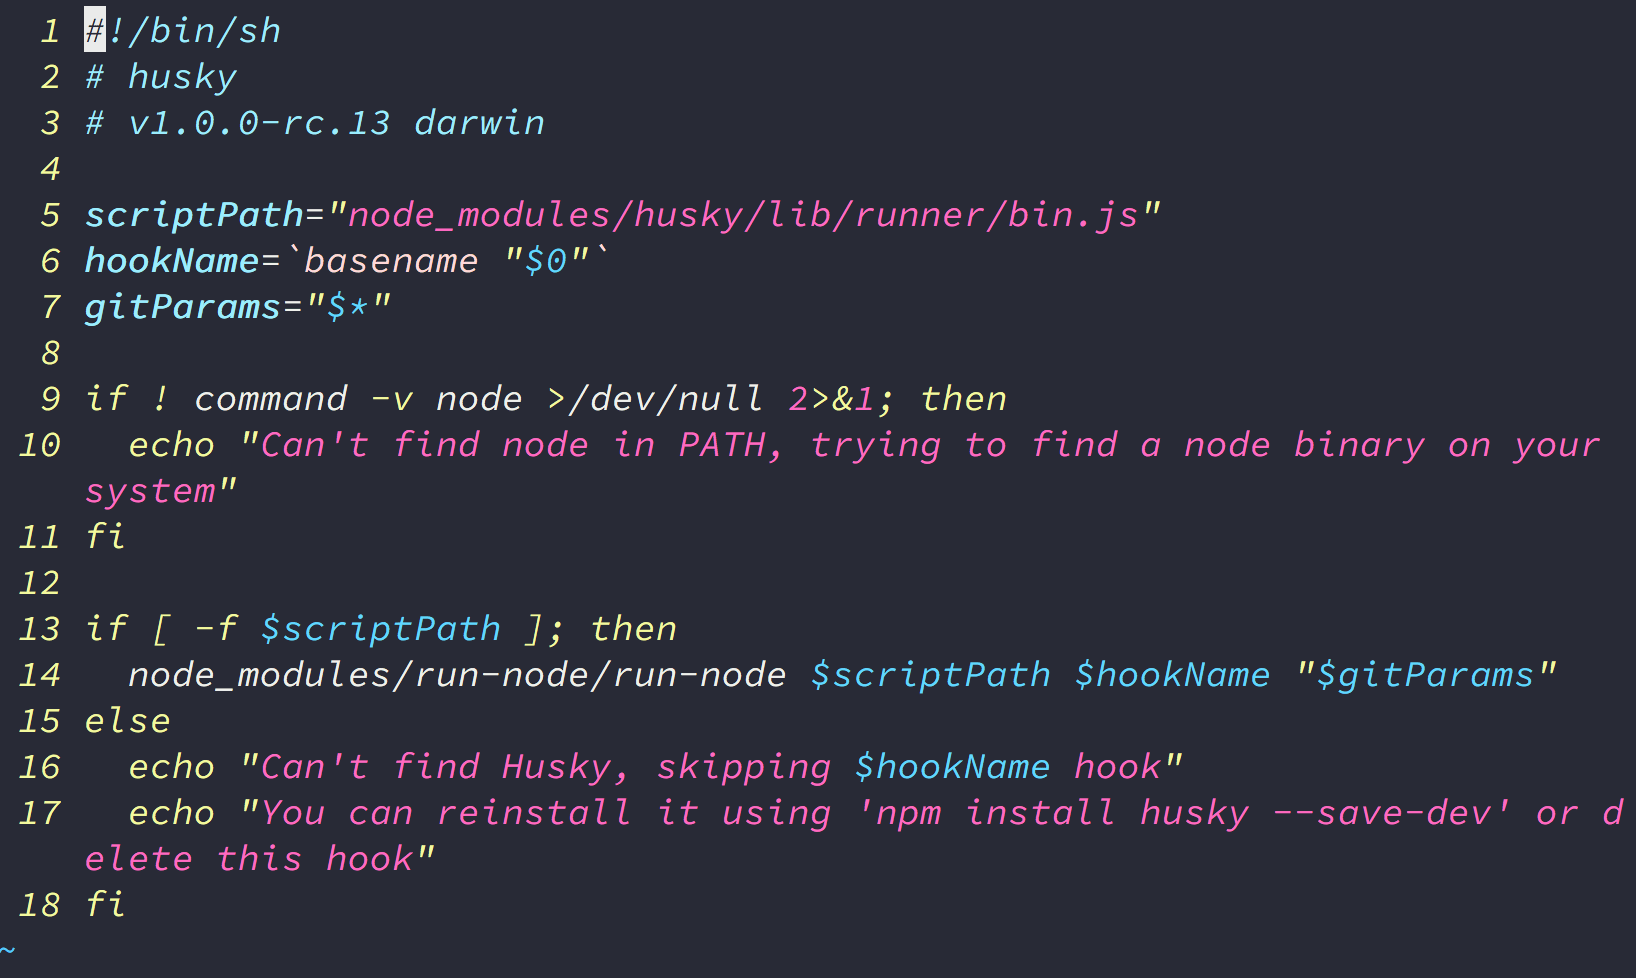 1 #!/bin/sh
2 # husky
3 # v1.0.0-rc.13 darwin
4
5 scriptPath="node_modules/husky/lib/runner/bin.js"
6 hookName=`basename "$0"`
7 gitParams="$*"
8
9 if ! command -v node >/dev/null 2>&1; then
10   echo "Can't find node in PATH, trying to find a node binary on your
system"
11 fi
12
13 if [ -f $scriptPath ]; then
14   node_modules/run-node/run-node $scriptPath $hookName "$gitParams"
15 else
16   echo "Can't find Husky, skipping $hookName hook"
17   echo "You can reinstall it using 'npm install husky --save-dev' or d
elete this hook"
18 fi
~